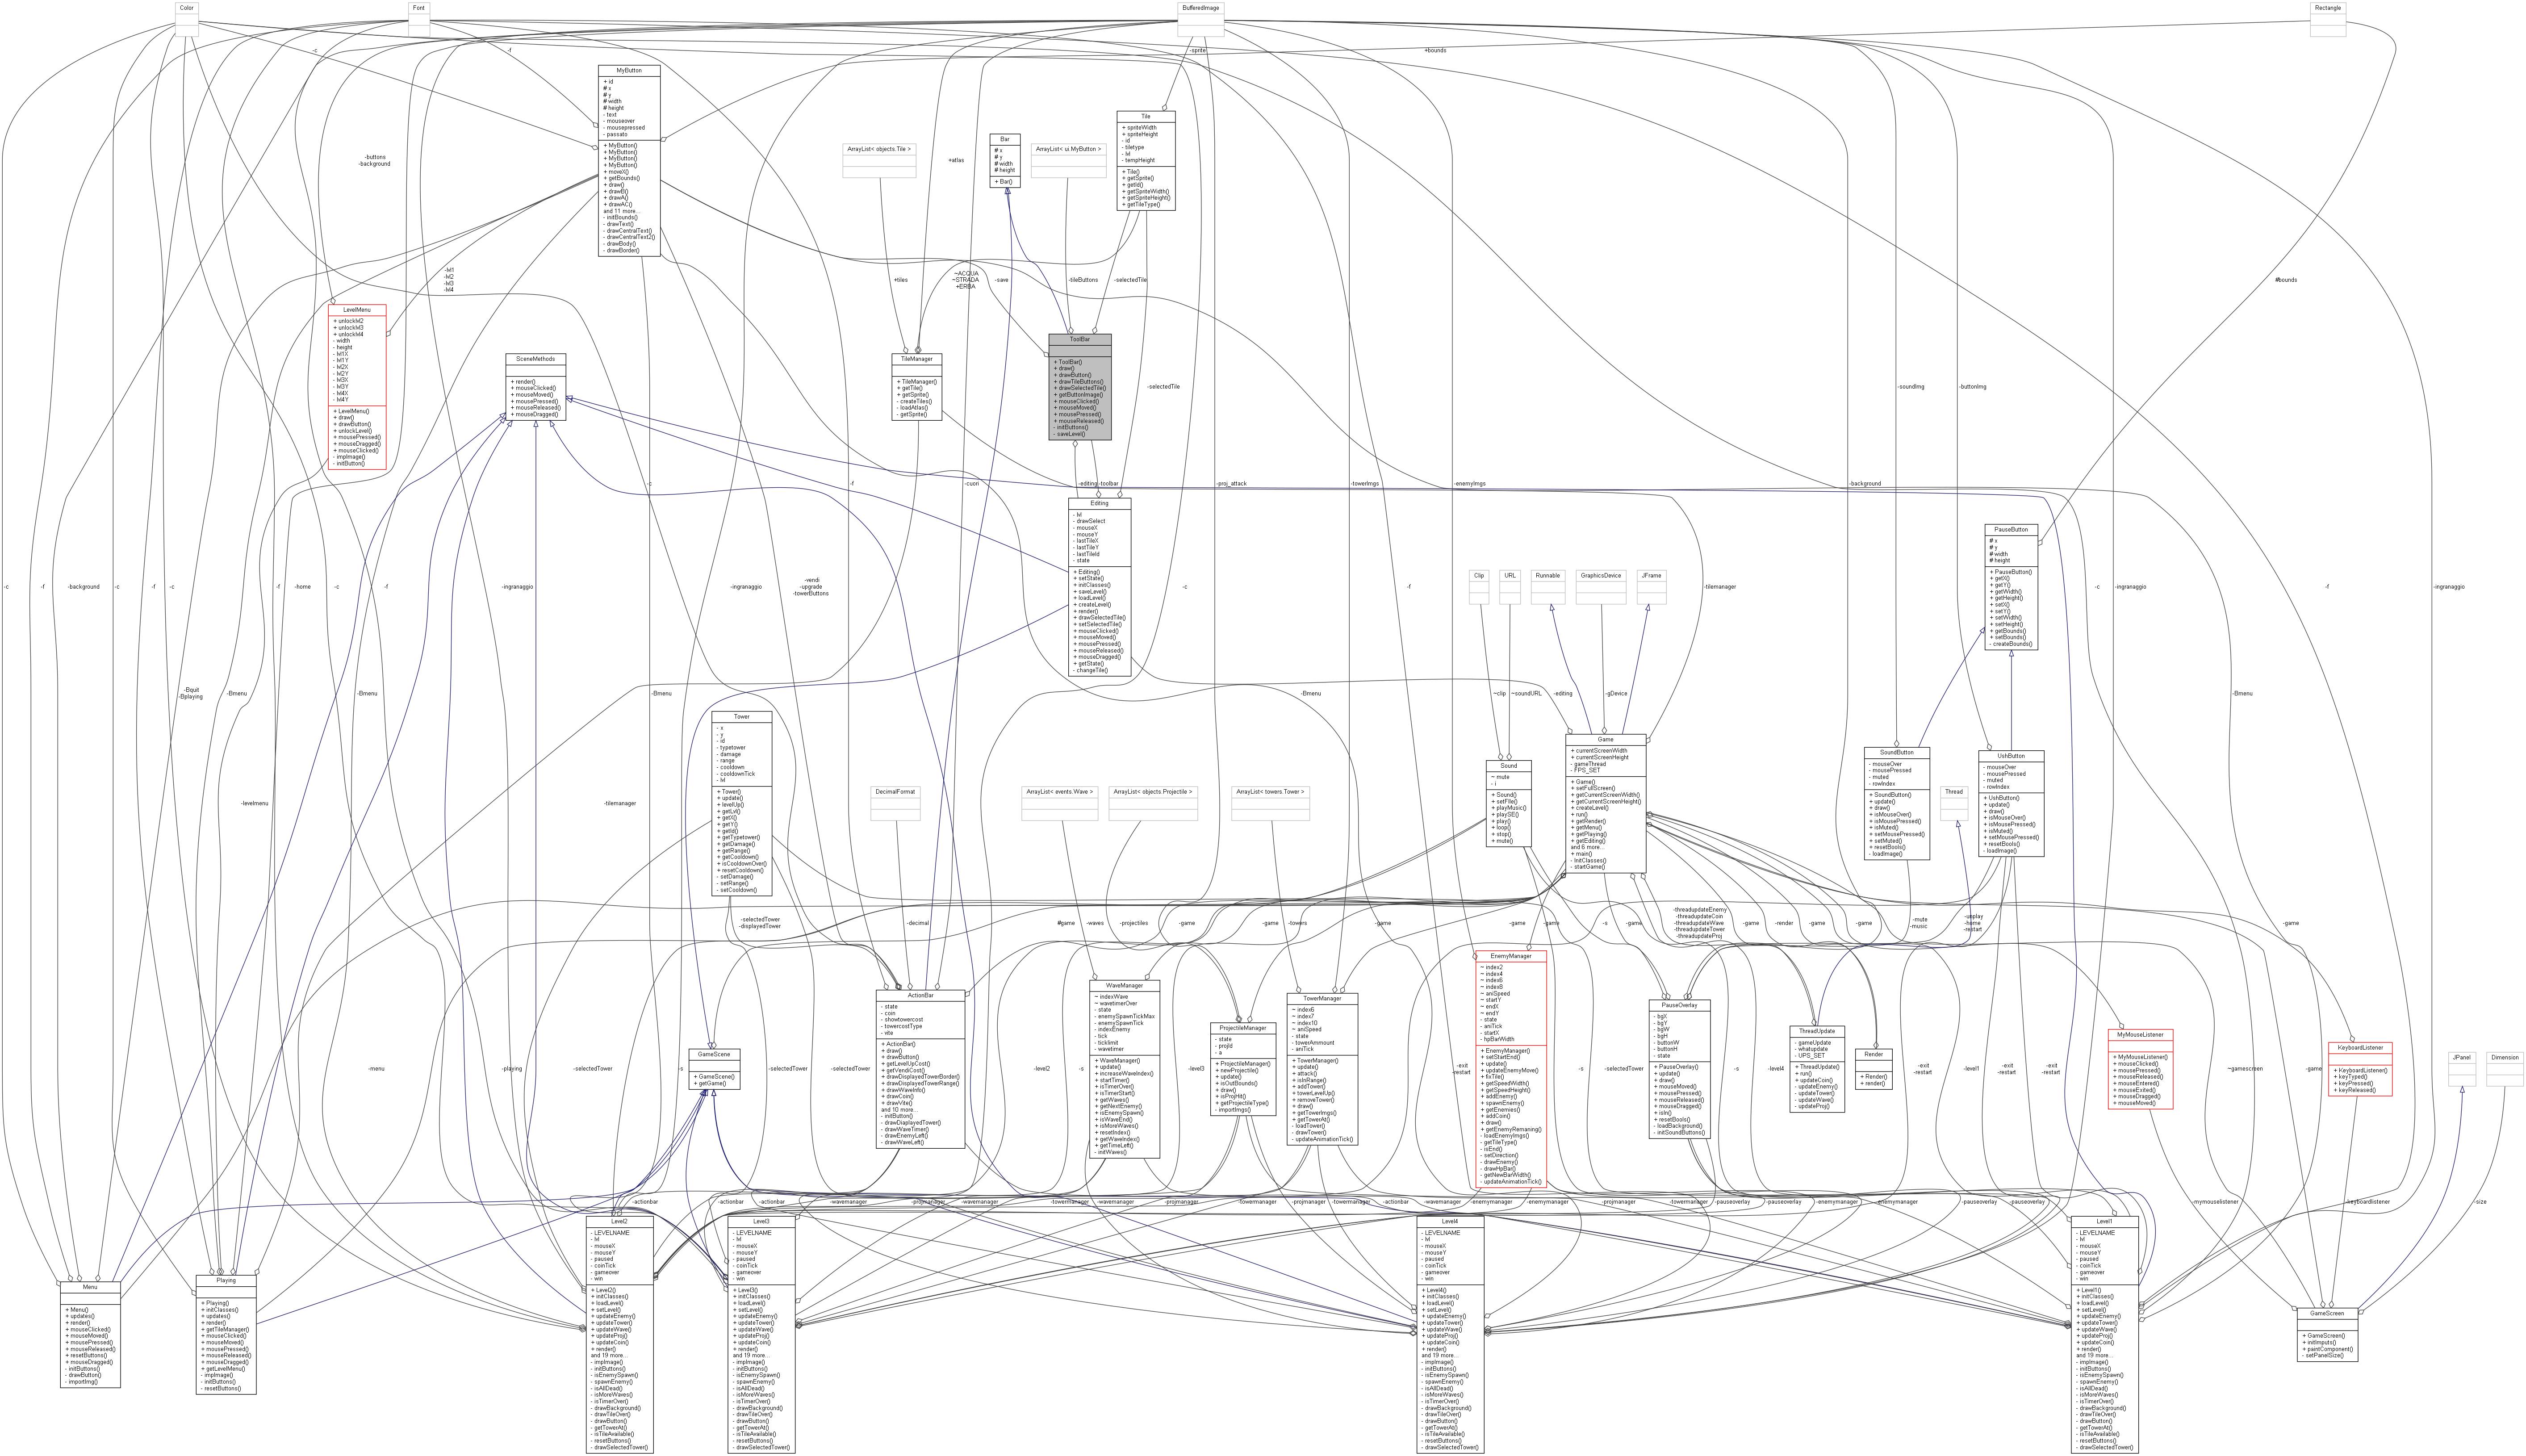 Color
Font
BufferedImage
Rectangle
-c
-f
-sprite
+bounds
MyButton
+ id
# x
# y
# width
# height
- text
- mouseover
- mousepressed
- passato
+ MyButton()
+ MyButton()
+ MyButton()
+ MyButton()
+ moveX()
+ getBounds()
+ draw()
+ drawB()
+ drawA()
+ drawAC()
and 11 more...
- initBounds()
- drawText()
- drawCentralText()
- drawCentralText2()
- drawBody()
- drawBorder()
Tile
+ spriteWidth
+ spriteHeight
- id
- tiletype
- lvl
- tempHeight
+ Tile()
+ getSprite()
+ getId()
+ getSpriteWidth()
+ getSpriteHeight()
+ getTileType()
Bar
# x
# y
# width
# height
+ Bar()
ArrayList< objects.Tile >
ArrayList< ui.MyButton >
-buttons
-background
+atlas
-lvl1
-lvl2
-lvl3
-lvl4
+tiles
~ACQUA
~STRADA
+ERBA
-save
-tileButtons
-selectedTile
#bounds
LevelMenu
+ unlocklvl2
+ unlocklvl3
+ unlocklvl4
- width
- height
- lvl1X
- lvl1Y
- lvl2X
- lvl2Y
- lvl3X
- lvl3Y
- lvl4X
- lvl4Y
+ LevelMenu()
+ draw()
+ drawButton()
+ unlockLevel()
+ mousePressed()
+ mouseDragged()
+ mouseClicked()
- impImage()
- initButton()
SceneMethods
+ render()
+ mouseClicked()
+ mouseMoved()
+ mousePressed()
+ mouseReleased()
+ mouseDragged()
TileManager
+ TileManager()
+ getTile()
+ getSprite()
- createTiles()
- loadAtlas()
- getSprite()
ToolBar
+ ToolBar()
+ draw()
+ drawButton()
+ drawTileButtons()
+ drawSelectedTile()
+ getButtonImage()
+ mouseClicked()
+ mouseMoved()
+ mousePressed()
+ mouseReleased()
- initButtons()
- saveLevel()
-selectedTile
-soundImg
-buttonImg
-c
-f
-cuon
-editing
-toolbar
-proj_attack
-towerImgs
-enemyImgs
-background
Editing
- lvl
- drawSelect
- mouseX
- mouseY
- lastTileX
- lastTileY
- lastTileId
- state
+ Editing()
+ setState()
+ initClasses()
+ saveLevel()
+ loadLevel()
+ createLevel()
+ render()
+ drawSelectedTile()
+ setSelectedTile()
+ mouseClicked()
+ mouseMoved()
+ mousePressed()
+ mouseReleased()
+ mouseDragged()
+ getState()
- changeTile()
PauseButton
# x
# y
# width
# height
+ PauseButton()
+ getX()
+ getY()
+ getWidth()
+ getHeight()
+ setX()
+ setY()
+ setWidth()
+ setHeight()
+ getBounds()
+ setBounds()
- createBounds()
Clip
URL
Runnable
GraphicsDevice
JFrame
-c
-f
-background
-c
-f
-c
-f
-home
-c
-f
-ingranaggio
-ingranaggio
-vendi
-upgrade
-towerButtons
-c
-f
-tilemanager
-c
-ingranaggio
-f
-ingranaggio
-Bquit
-Bplaying
-Bmenu
-Bmenu
-Bmenu
-Bmenu
~clip
~soundURL
-editing
-gDevice
-Bmenu
Tower
- x
- y
- id
- typetower
- damage
- range
- cooldown
- cooldownTick
- lvl
+ Tower()
+ update()
+ levelUp()
+ getLvl()
+ getX()
+ getY()
+ getId()
+ getTypetower()
+ getDamage()
+ getRange()
+ getCooldown()
+ isCooldownOver()
+ resetCooldown()
- setDamage()
- setRange()
- setCooldown()
Game
+ currentScreenWidth
+ currentScreenHeight
- gameThread
- FPS_SET
+ Game()
+ setFullScreen()
+ getCurrentScreenWidth()
+ getCurrentScreenHeight()
+ createLevel()
+ run()
+ getRender()
+ getMenu()
+ getPlaying()
+ getEditing()
and 6 more...
+ main()
- InitClasses()
- startGame()
Sound
~ mute
- i
+ Sound()
+ setFile()
+ playMusic()
+ playSE()
+ play()
+ loop()
+ stop()
+ mute()
SoundButton
- mouseOver
- mousePressed
- muted
- rowIndex
+ SoundButton()
+ update()
+ draw()
+ isMouseOver()
+ isMousePressed()
+ isMuted()
+ setMousePressed()
+ setMuted()
+ resetBools()
- loadImage()
UshButton
- mouseOver
- mousePressed
- muted
- rowIndex
+ UshButton()
+ update()
+ draw()
+ isMouseOver()
+ isMousePressed()
+ isMuted()
+ setMousePressed()
+ resetBools()
- loadImage()
Thread
DecimalFormat
ArrayList< events.Wave >
ArrayList< objects.Projectile >
ArrayList< towers.Tower >
-levelmenu
-tilemanager
-selectedTower
-displayedTower
-decimal
#game
-waves
-projectiles
-game
-game
-towers
-game
-game
-game
-s
-game
-threadupdateEnemy
-threadupdateCoin
-threadupdateWave
-threadupdateTower
-threadupdateProj
-game
-render
-game
-game
-mute
-music
-unplay
-home
-restart
-game
-game
ActionBar
- state
- coin
- showtowercost
- towercostType
- vite
+ ActionBar()
+ draw()
+ drawButton()
+ getLevelUpCost()
+ getVendiCost()
+ drawDisplayedTowerBorder()
+ drawDisplayedTowerRange()
+ drawWaveInfo()
+ drawCoin()
+ drawVite()
and 10 more...
- initButton()
- drawDiaplayedTower()
- drawWaveTimer()
- drawEnemyLeft()
- drawWaveLeft()
WaveManager
~ indexWave
~ wavetimerOver
- state
- enemySpawnTickMax
- enemySpawnTick
- indexEnemy
- tick
- ticklimit
- wavetimer
+ WaveManager()
+ update()
+ increaseWaveIndex()
+ startTimer()
+ isTimerOver()
+ isTimerStart()
+ getWaves()
+ getNextEnemy()
+ isEnemySpawn()
+ isWaveEnd()
+ isMoreWaves()
+ resetIndex()
+ getWaveIndex()
+ getTimeLeft()
- initWaves()
ProjectileManager
- state
- projId
- a
+ ProjectileManager()
+ newProjectile()
+ update()
+ isOutBounds()
+ draw()
+ isProjHit()
+ getProjectileType()
- importImgs()
TowerManager
~ index6
~ index7
~ index10
~ aniSpeed
- state
- towerAmmount
- aniTick
+ TowerManager()
+ update()
+ attack()
+ isInRange()
+ addTower()
+ towerLevelUp()
+ removeTower()
+ draw()
+ getTowerImgs()
+ getTowerAt()
- loadTower()
- drawTower()
- updateAnimationTick()
EnemyManager
~ index2
~ index4
~ index6
~ index8
~ aniSpeed
~ startY
~ endX
~ endY
- state
- aniTick
- startX
- hpBarWidth
+ EnemyManager()
+ setStartEnd()
+ update()
+ updateEnemyMove()
+ fixTile()
+ getSpeedWidth()
+ getSpeedHeight()
+ addEnemy()
+ spawnEnemy()
+ getEnemies()
+ addCoin()
+ draw()
+ getEnemyRemaning()
- loadEnemyImgs()
- getTileType()
- isEnd()
- setDirection()
- drawEnemy()
- drawHpBar()
- getNewBarWidth()
- updateAnimationTick()
PauseOverlay
- bgX
- bgY
- bgW
- bgH
- buttonW
- buttonH
- state
+ PauseOverlay()
+ update()
+ draw()
+ mouseMoved()
+ mousePressed()
+ mouseReleased()
+ mouseDragged()
+ isIn()
+ resetBools()
- loadBackground()
- initSoundButtons()
ThreadUpdate
- gameUpdate
- whatupdate
- UPS_SET
+ ThreadUpdate()
+ run()
+ updateCoin()
- updateEnemy()
- updateTower()
- updateWave()
- updateProj()
Render
+ Render()
+ render()
MyMouseListener
+ MyMouseListener()
+ mouseClicked()
+ mousePressed()
+ mouseReleased()
+ mouseEntered()
+ mouseExited()
+ mouseDragged()
+ mouseMoved()
KeyboardListener
+ KeyboardListener()
+ keyTyped()
+ keyPressed()
+ keyReleased()
JPanel
Dimension
GameScene
+ GameScene()
+ getGame()
-menu
-playing
-selectedTower
-s
-selectedTower
-selectedTower
-s
-level2
-level3
-exit
-restart
-s
-selectedTower
-s
-level4
-exit
-restart
-level1
-exit
-restart
-exit
-restart
~gamescreen
-actionbar
-actionbar
-actionbar
-wavemanager
-projmanager
-wavemanager
-towermanager
-wavemanager
-projmanager
-towermanager
-projmanager
-towermanager
-actionbar
-wavemanager
-enemymanager
-enemymanager
-projmanager
-towermanager
-pauseoverlay
-pauseoverlay
-enemymanager
-enemymanager
-pauseoverlay
-pauseoverlay
-mymouselistener
-keyboardlistener
-size
Menu
+ Menu()
+ updates()
+ render()
+ mouseClicked()
+ mouseMoved()
+ mousePressed()
+ mouseReleased()
+ resetButtons()
+ mouseDragged()
- initButtons()
- drawButton()
- importImg()
Playing
+ Playing()
+ initClasses()
+ updates()
+ render()
+ getTileManager()
+ mouseClicked()
+ mouseMoved()
+ mousePressed()
+ mouseReleased()
+ mouseDragged()
+ getLevelMenu()
- impImage()
- initButtons()
- resetButtons()
Level2
- LEVELNAME
- lvl
- mouseX
- mouseY
- paused
- coinTick
- gameover
- win
+ Level2()
+ initClasses()
+ loadLevel()
+ setLevel()
+ updateEnemy()
+ updateTower()
+ updateWave()
+ updateProj()
+ updateCoin()
+ render()
and 19 more...
- impImage()
- initButtons()
- isEnemySpawn()
- spawnEnemy()
- isAllDead()
- isMoreWaves()
- isTimerOver()
- drawBackground()
- drawTileOver()
- drawButton()
- getTowerAt()
- isTileAvailable()
- resetButtons()
- drawSelectedTower()
Level3
- LEVELNAME
- lvl
- mouseX
- mouseY
- paused
- coinTick
- gameover
- win
+ Level3()
+ initClasses()
+ loadLevel()
+ setLevel()
+ updateEnemy()
+ updateTower()
+ updateWave()
+ updateProj()
+ updateCoin()
+ render()
and 19 more...
- impImage()
- initButtons()
- isEnemySpawn()
- spawnEnemy()
- isAllDead()
- isMoreWaves()
- isTimerOver()
- drawBackground()
- drawTileOver()
- drawButton()
- getTowerAt()
- isTileAvailable()
- resetButtons()
- drawSelectedTower()
Level4
- LEVELNAME
- lvl
- mouseX
- mouseY
- paused
- coinTick
- gameover
- win
+ Level4()
+ initClasses()
+ loadLevel()
+ setLevel()
+ updateEnemy()
+ updateTower()
+ updateWave()
+ updateProj()
+ updateCoin()
+ render()
and 19 more...
- impImage()
- initButtons()
- isEnemySpawn()
- spawnEnemy()
- isAllDead()
- isMoreWaves()
- isTimerOver()
- drawBackground()
- drawTileOver()
- drawButton()
- getTowerAt()
- isTileAvailable()
- resetButtons()
- drawSelectedTower()
Level1
- LEVELNAME
- lvl
- mouseX
- mouseY
- paused
- coinTick
- gameover
- win
+ Level1()
+ initClasses()
+ loadLevel()
+ setLevel()
+ updateEnemy()
+ updateTower()
+ updateWave()
+ updateProj()
+ updateCoin()
+ render()
and 19 more...
- impImage()
- initButtons()
- isEnemySpawn()
- spawnEnemy()
- isAllDead()
- isMoreWaves()
- isTimerOver()
- drawBackground()
- drawTileOver()
- drawButton()
- getTowerAt()
- isTileAvailable()
- resetButtons()
- drawSelectedTower()
GameScreen
+ GameScreen()
+ initImputs()
+ paintComponent()
- setPanelSize()